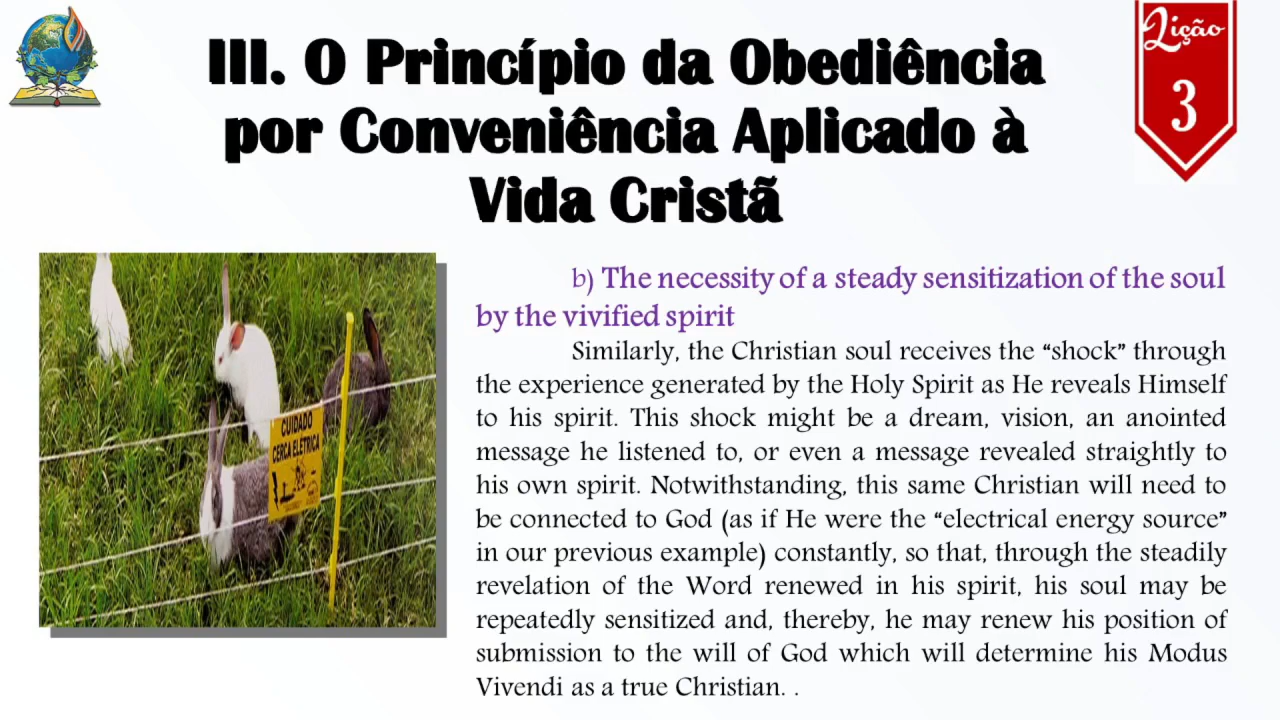 Lição
3
III. O Princípio da Obediência
por Conveniência Aplicado à
Vida Cristã
CUIDADO
CERCA ELÉTRICA
b) The necessity of a steady sensitization of the soul
by the vivified spirit
Similarly, the Christian soul receives the “shock” through
the experience generated by the Holy Spirit as He reveals Himself
to his spirit. This shock might be a dream, vision, an anointed
message he listened to, or even a message revealed straightly to
his own spirit. Notwithstanding, this same Christian will need to
be connected to God (as if He were the “electrical energy source”
in our previous example) constantly, so that, through the steadily
revelation of the Word renewed in his spirit, his soul may be
repeatedly sensitized and, thereby, he may renew his position of
submission to the will of God which will determine his Modus
Vivendi as a true Christian. .